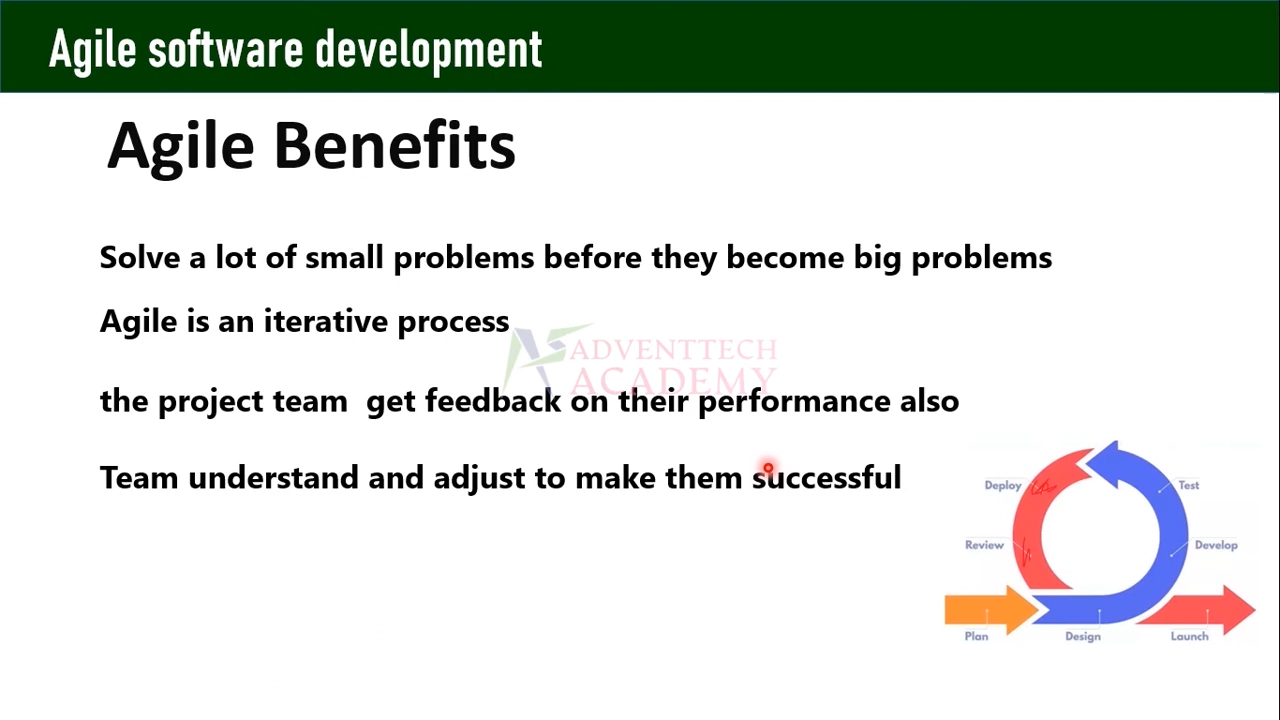 Agile software development
Agile Benefits
Solve a lot of small problems before they become big problems
Agile is an iterative process
ADVENTTECH
ACADEMY
the project team  get feedback on their performance also
Team understand and adjust to make them successful
Deploy
Test
Review
Develop
Plan
Design
Launch